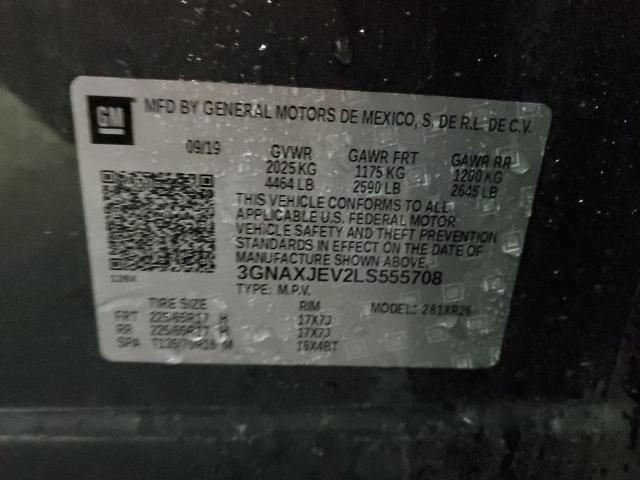 GM
MFD BY GENERAL MOTORS DE MEXICO, S. DE R.L. DE C.V.
09/19 GVWR GAWR FRT GAWR RR
2025 KG 1175 KG 1200 KG
4464 LB 2590 LB 2645 LB
THIS VEHICLE CONFORMS TO ALL
APPLICABLE U.S. FEDERAL MOTOR
VEHICLE SAFETY AND THEFT PREVENTION
STANDARDS IN EFFECT ON THE DATE OF
MANUFACTURE SHOWN ABOVE.
3GNAXJEV2LS555708
TYPE: M.P.V.
TIRE SIZE RIM MODEL: 281XR26
FRT 225/65R17 H 17X7J
RR 225/65R17 H 17X7J
SPA T135/70R16 M 16X4BT